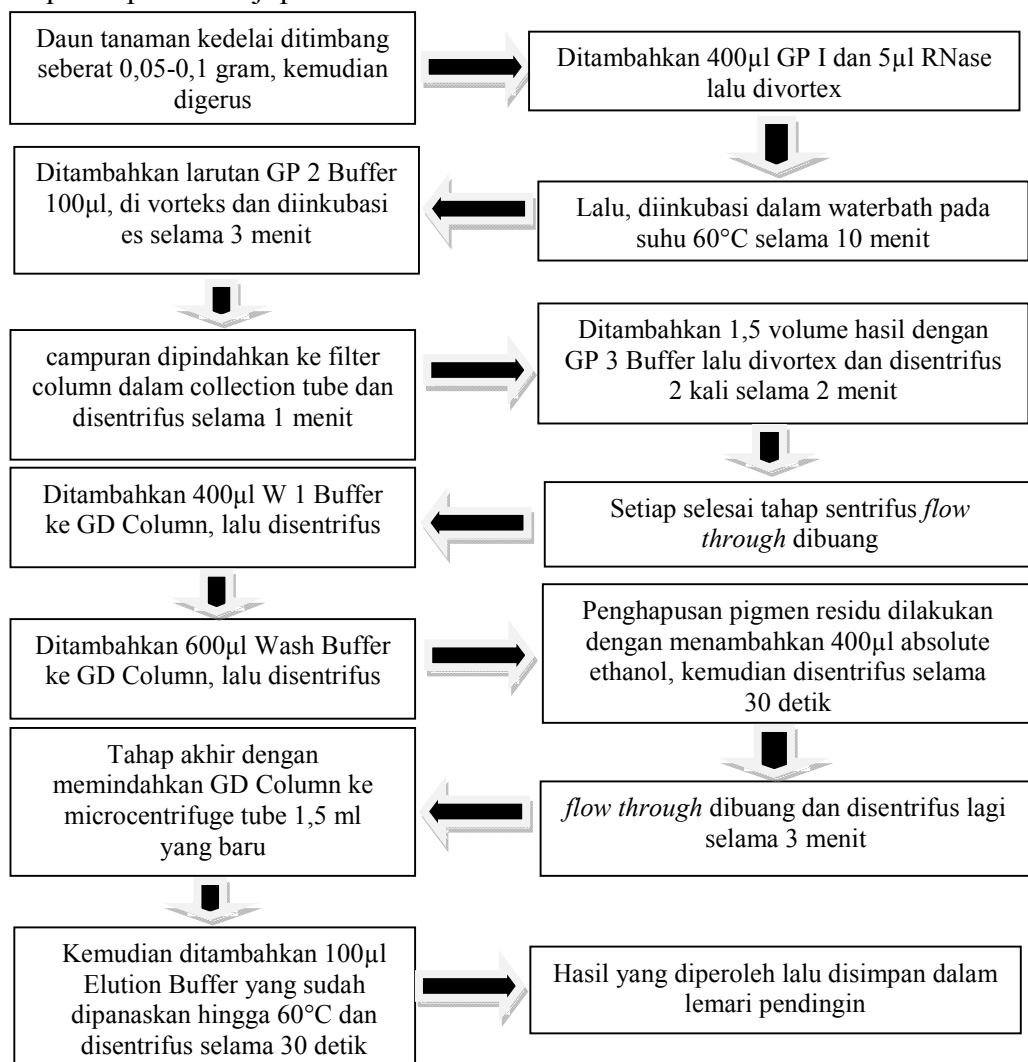 Daun tanaman kedelai ditimbang
seberat 0,05-0,1 gram, kemudian
digerus
Ditambahkan 400µl GP I dan 5µl RNase
lalu divortex
Lalu, diinkubasi dalam waterbath pada
suhu 60°C selama 10 menit
Ditambahkan larutan GP 2 Buffer
100µl, di vorteks dan diinkubasi
es selama 3 menit
campuran dipindahkan ke filter
column dalam collection tube dan
disentrifus selama 1 menit
Ditambahkan 1,5 volume hasil dengan
GP 3 Buffer lalu divortex dan disentrifus
2 kali selama 2 menit
Setiap selesai tahap sentrifus flow
through dibuang
Ditambahkan 400µl W 1 Buffer
ke GD Column, lalu disentrifus
Ditambahkan 600µl Wash Buffer
ke GD Column, lalu disentrifus
Penghapusan pigmen residu dilakukan
dengan menambahkan 400µl absolute
ethanol, kemudian disentrifus selama
30 detik
flow through dibuang dan disentrifus lagi
selama 3 menit
Tahap akhir dengan
memindahkan GD Column ke
microcentrifuge tube 1,5 ml
yang baru
Kemudian ditambahkan 100µl
Elution Buffer yang sudah
dipanaskan hingga 60°C dan
disentrifus selama 30 detik
Hasil yang diperoleh lalu disimpan dalam
lemari pendingin